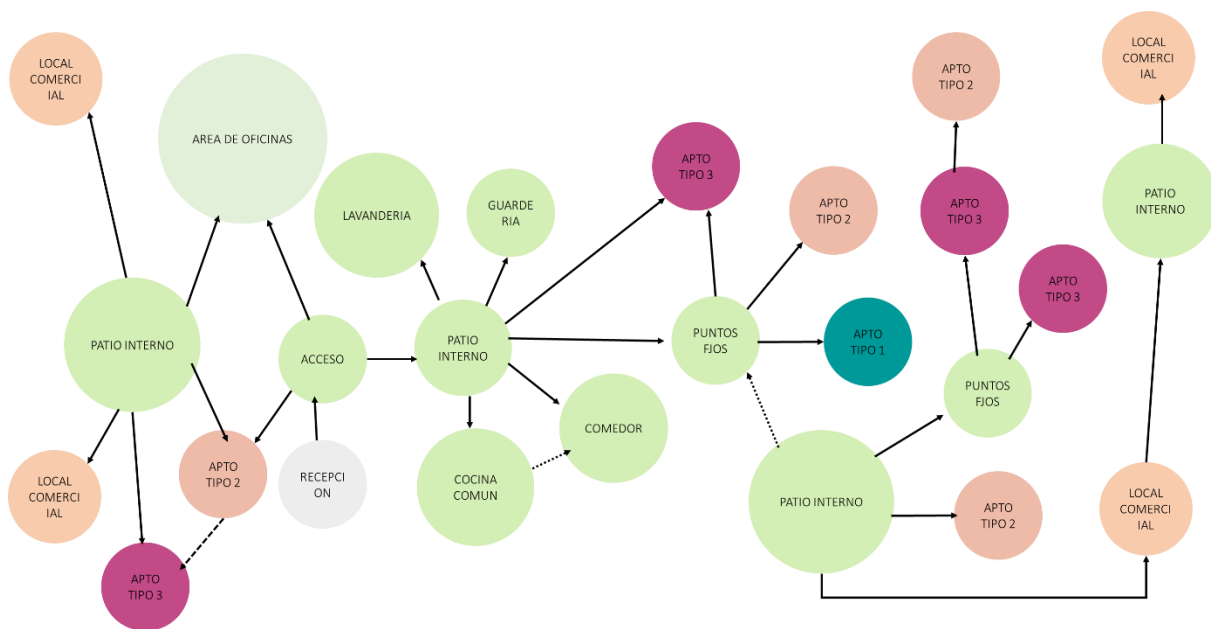 LOCAL
COMERCI
IAL
AREA DE OFICINAS
LAVANDERIA
GUARDE
RIA
APTO
TIPO 3
APTO
TIPO 2
APTO
TIPO 2
APTO
TIPO 3
APTO
TIPO 3
LOCAL
COMERCI
IAL
PATIO
INTERNO
PATIO INTERNO
ACCESO
PATIO
INTERNO
PUNTOS
FJOS
APTO
TIPO 1
PUNTOS
FJOS
LOCAL
COMERCI
IAL
APTO
TIPO 2
RECEPCI
ON
COCINA
COMUN
COMEDOR
PATIO INTERNO
APTO
TIPO 2
LOCAL
COMERCI
IAL
APTO
TIPO 3